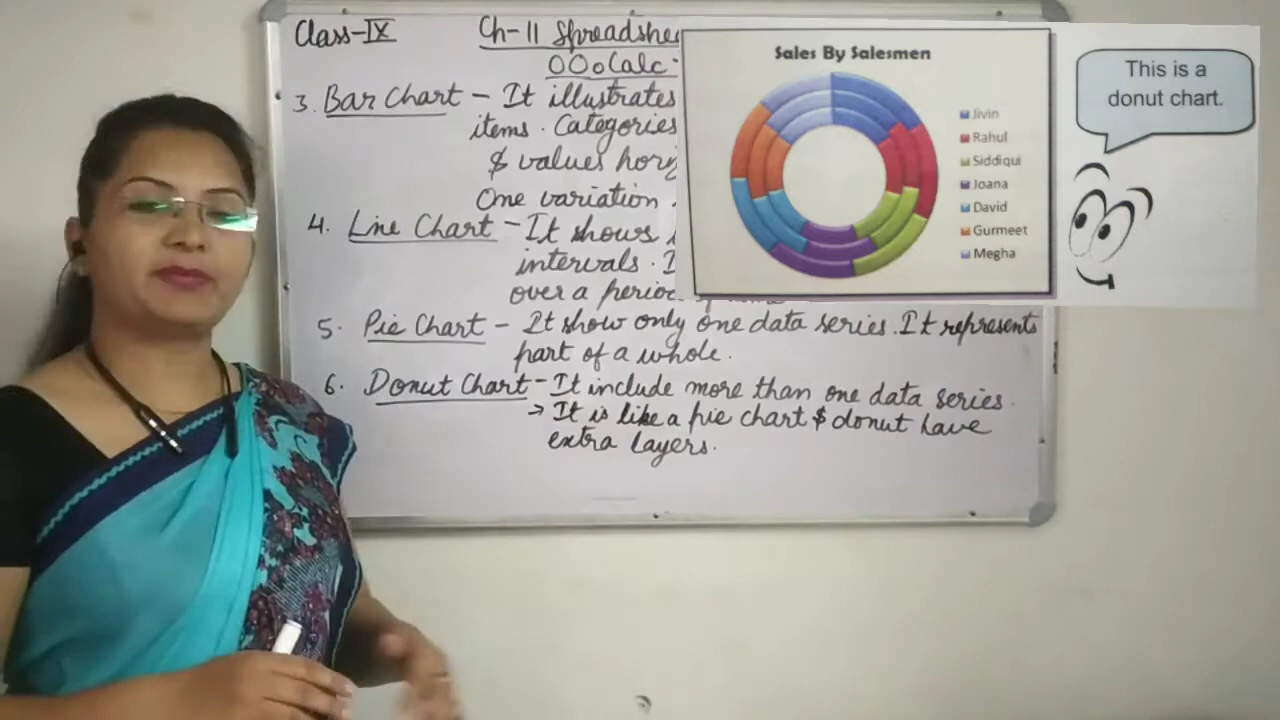 Class-IX
Ch-11 Spreadshee
OOoCalc
3. Bar Chart - It illustrates
items. Categories
& values hori
One variation
4. Line Chart - It shows
intervals. I
over a period of time
5. Pie Chart - It show only one data series. It represents
part of a whole.
6. Donut Chart - It include more than one data series.
→ It is like a pie chart & donut have
extra layers.
Sales By Salesmen
Jivin
Rahul
Siddiqui
Joana
David
Gurmeet
Megha
This is a
donut chart.